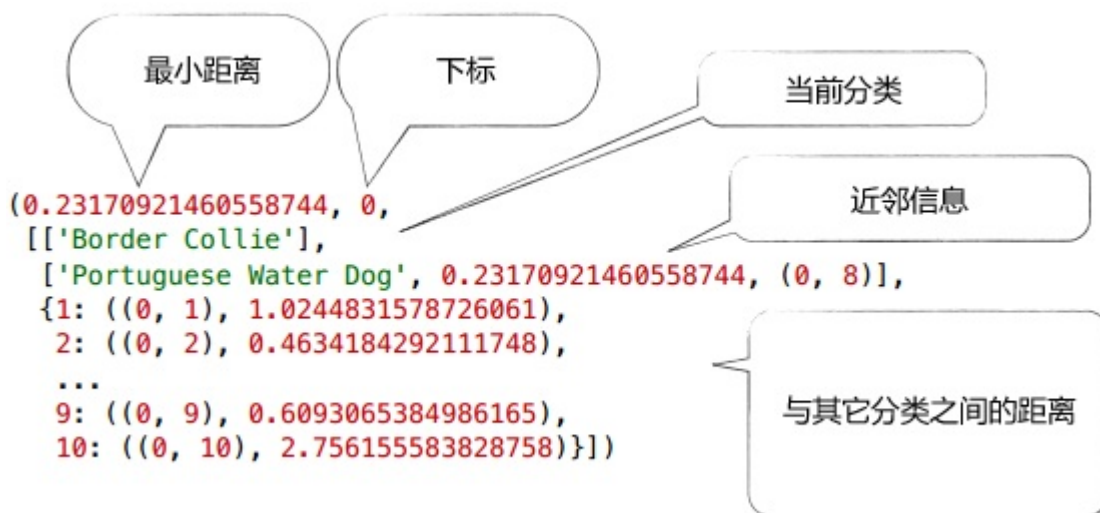 最小距离
下标
当前分类
近邻信息
(0.23170921460558744, 0,
[['Border Collie'],
['Portuguese Water Dog', 0.23170921460558744, (0, 8)],
{1: ((0, 1), 1.0244831578726061),
2: ((0, 2), 0.4634184292111748),
...
9: ((0, 9), 0.6093065384986165),
10: ((0, 10), 2.756155583828758)}])
与其它分类之间的距离